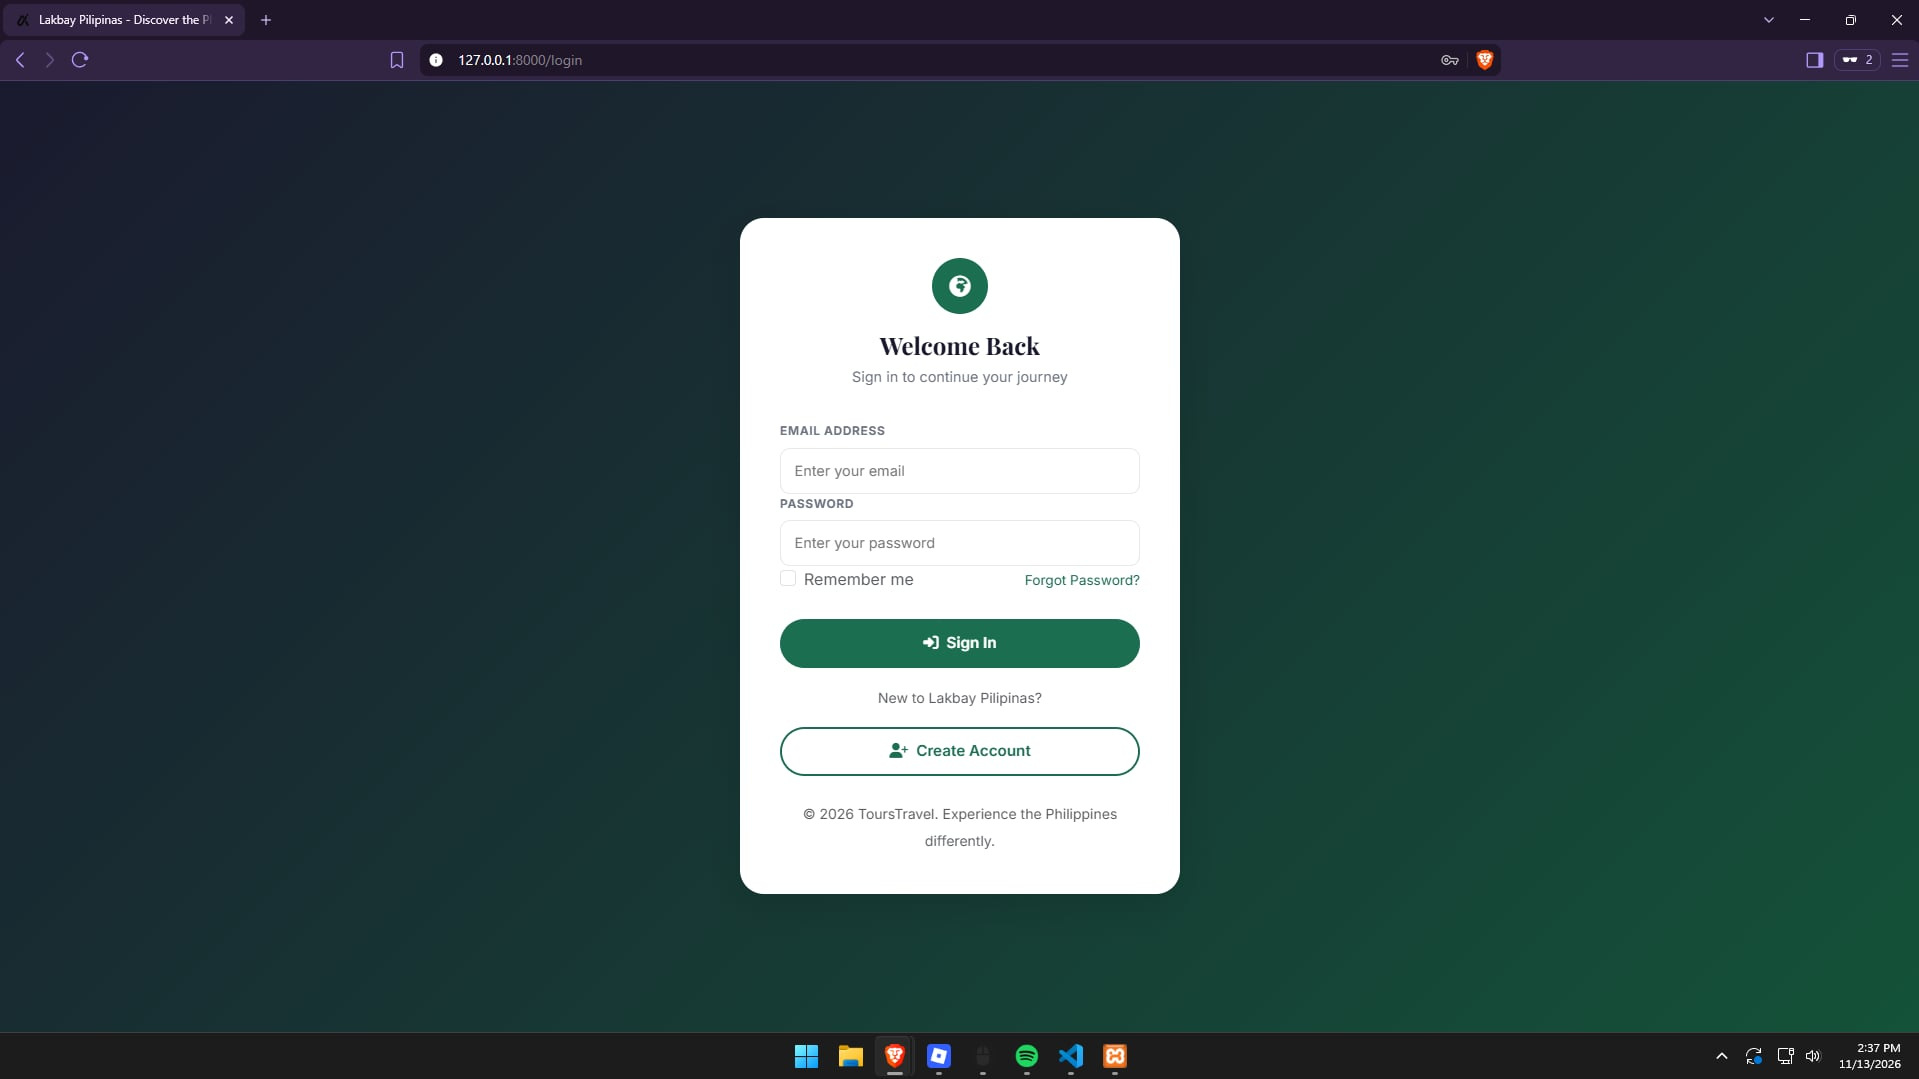 Lakbay Pilipinas - Discover the P
127.0.0.1:8000/login
2
Welcome Back
Sign in to continue your journey
EMAIL ADDRESS
Enter your email
PASSWORD
Enter your password
Remember me
Forgot Password?
Sign In
New to Lakbay Pilipinas?
Create Account
© 2026 ToursTravel. Experience the Philippines
differently.
2:37 PM
11/13/2026